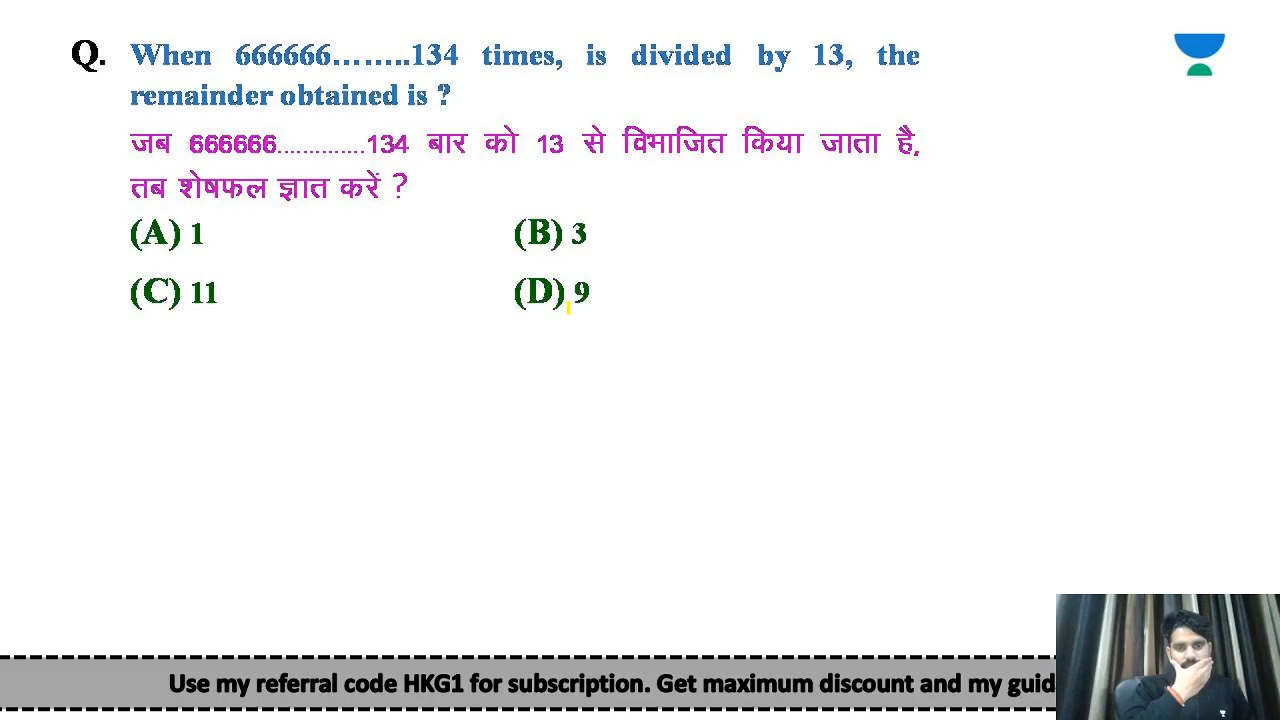 Q. When 666666........134 times, is divided by 13, the
remainder obtained is ?
जब 666666..............134 बार को 13 से विभाजित किया जाता है,
तब शेषफल ज्ञात करें ?
(A) 1 (B) 3
(C) 11 (D) 9
Use my referral code HKG1 for subscription. Get maximum discount and my guid